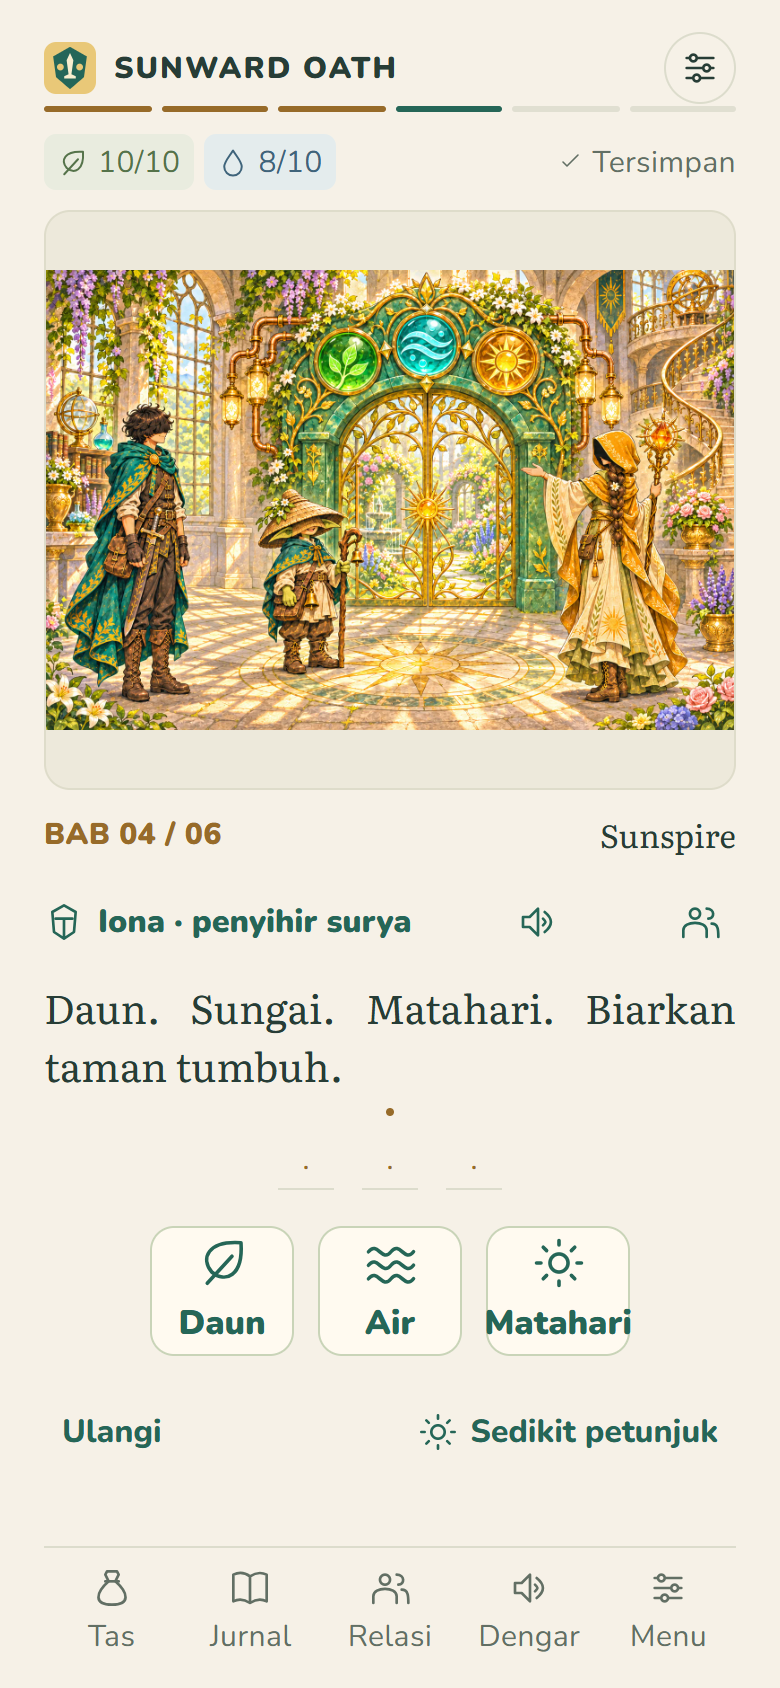 SUNWARD OATH
10/10
8/10
Tersimpan
BAB 04 / 06
Sunspire
Iona · penyihir surya
Daun. Sungai. Matahari. Biarkan
taman tumbuh.
Daun
Air
Matahari
Ulangi
Sedikit petunjuk
Tas
Jurnal
Relasi
Dengar
Menu